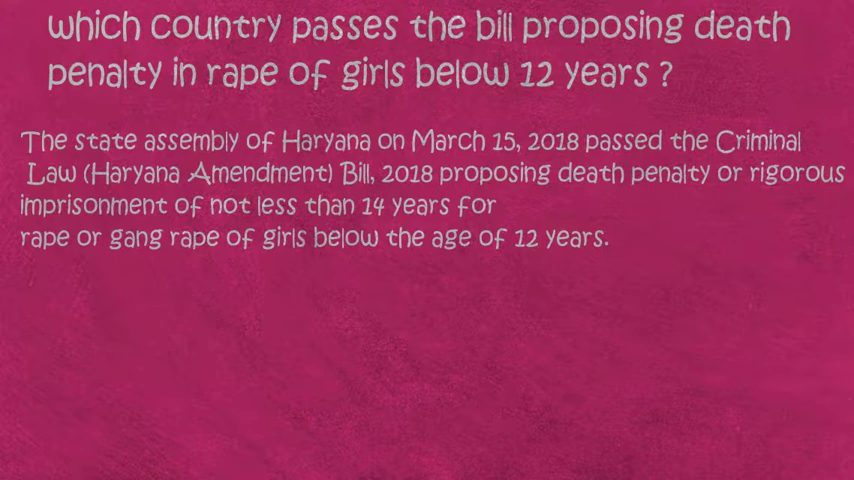 which country passes the bill proposing death
penalty in rape of girls below 12 years ?
The state assembly of Haryana on March 15, 2018 passed the Criminal
Law (Haryana Amendment) Bill, 2018 proposing death penalty or rigorous
imprisonment of not less than 14 years for
rape or gang rape of girls below the age of 12 years.